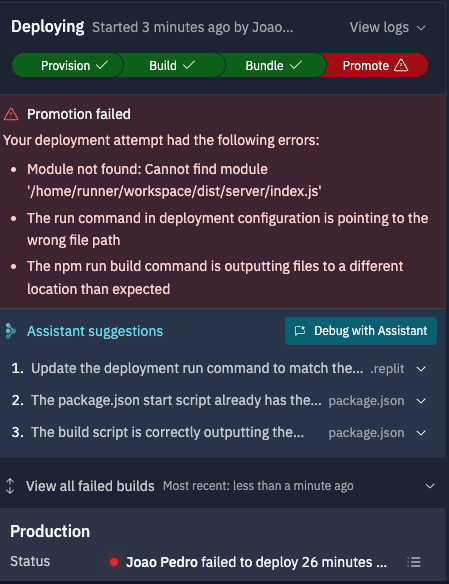 Deploying Started 3 minutes ago by Joao... View logs
Provision Build Bundle Promote
Promotion failed
Your deployment attempt had the following errors:
• Module not found: Cannot find module
'/home/runner/workspace/dist/server/index.js'
• The run command in deployment configuration is pointing to the
wrong file path
• The npm run build command is outputting files to a different
location than expected
Assistant suggestions Debug with Assistant
1. Update the deployment run command to match the... .replit
2. The package.json start script already has the... package.json
3. The build script is correctly outputting the... package.json
View all failed builds Most recent: less than a minute ago
Production
Status Joao Pedro failed to deploy 26 minutes ...